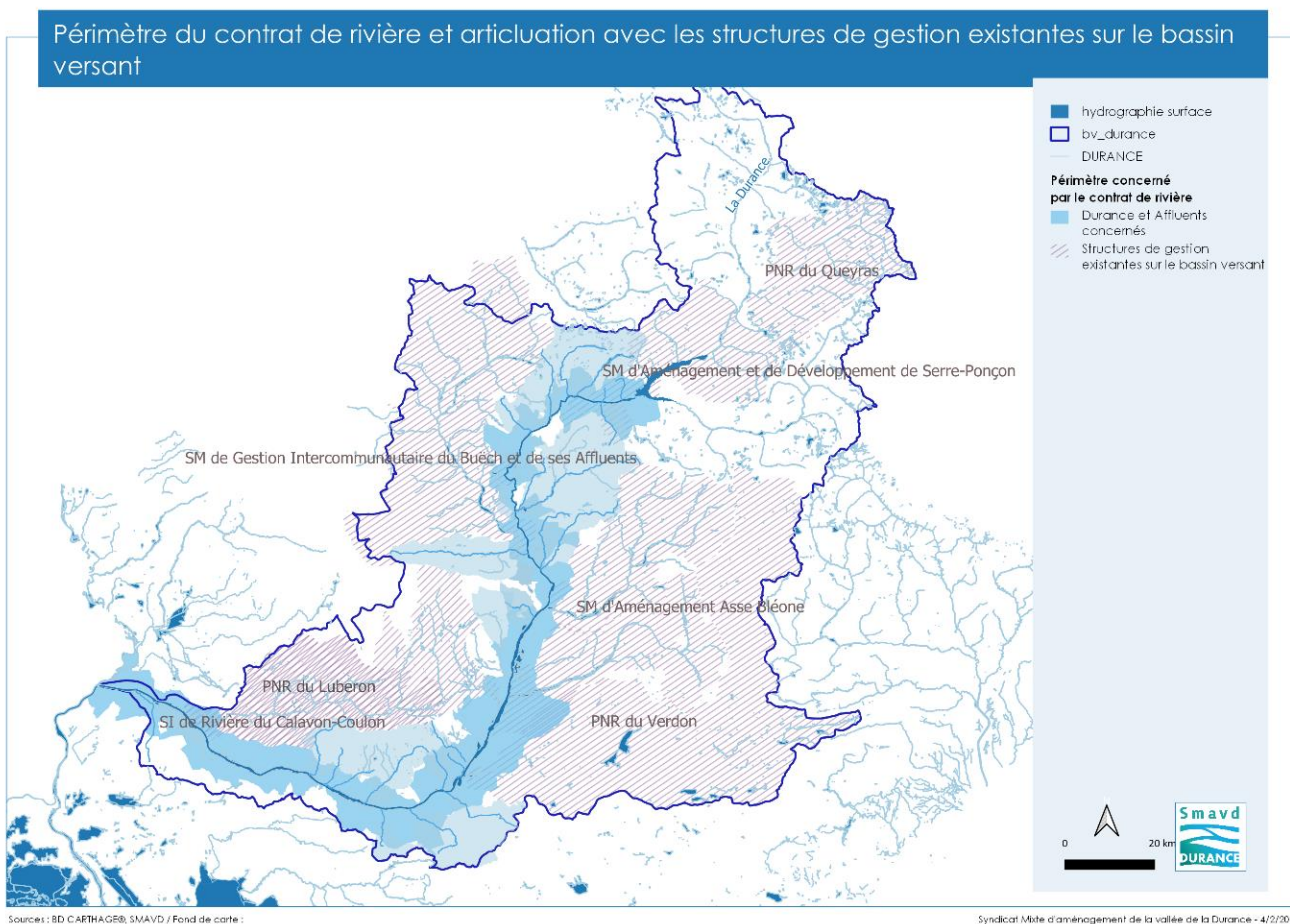 Périmètre du contrat de rivière et articluation avec les structures de gestion existantes sur le bassin
versant
hydrographie surface
bv_durance
DURANCE
Périmètre concerné
par le contrat de rivière
Durance et Affluents
concernés
Structures de gestion
existantes sur le bassin versant
La Durance
PNR du Queyras
SM d'Aménagement et de Développement de Serre-Ponçon
SM de Gestion Intercommunautaire du Buëch et de ses Affluents
SM d'Aménagement Asse Bléone
PNR du Luberon
SI de Rivière du Calavon-Coulon
PNR du Verdon
0 20 km
Smavd
DURANCE
Sources : BD CARTHAGE®, SMAVD / Fond de carte :
Syndicat Mixte d'aménagement de la vallée de la Durance - 4/2/20